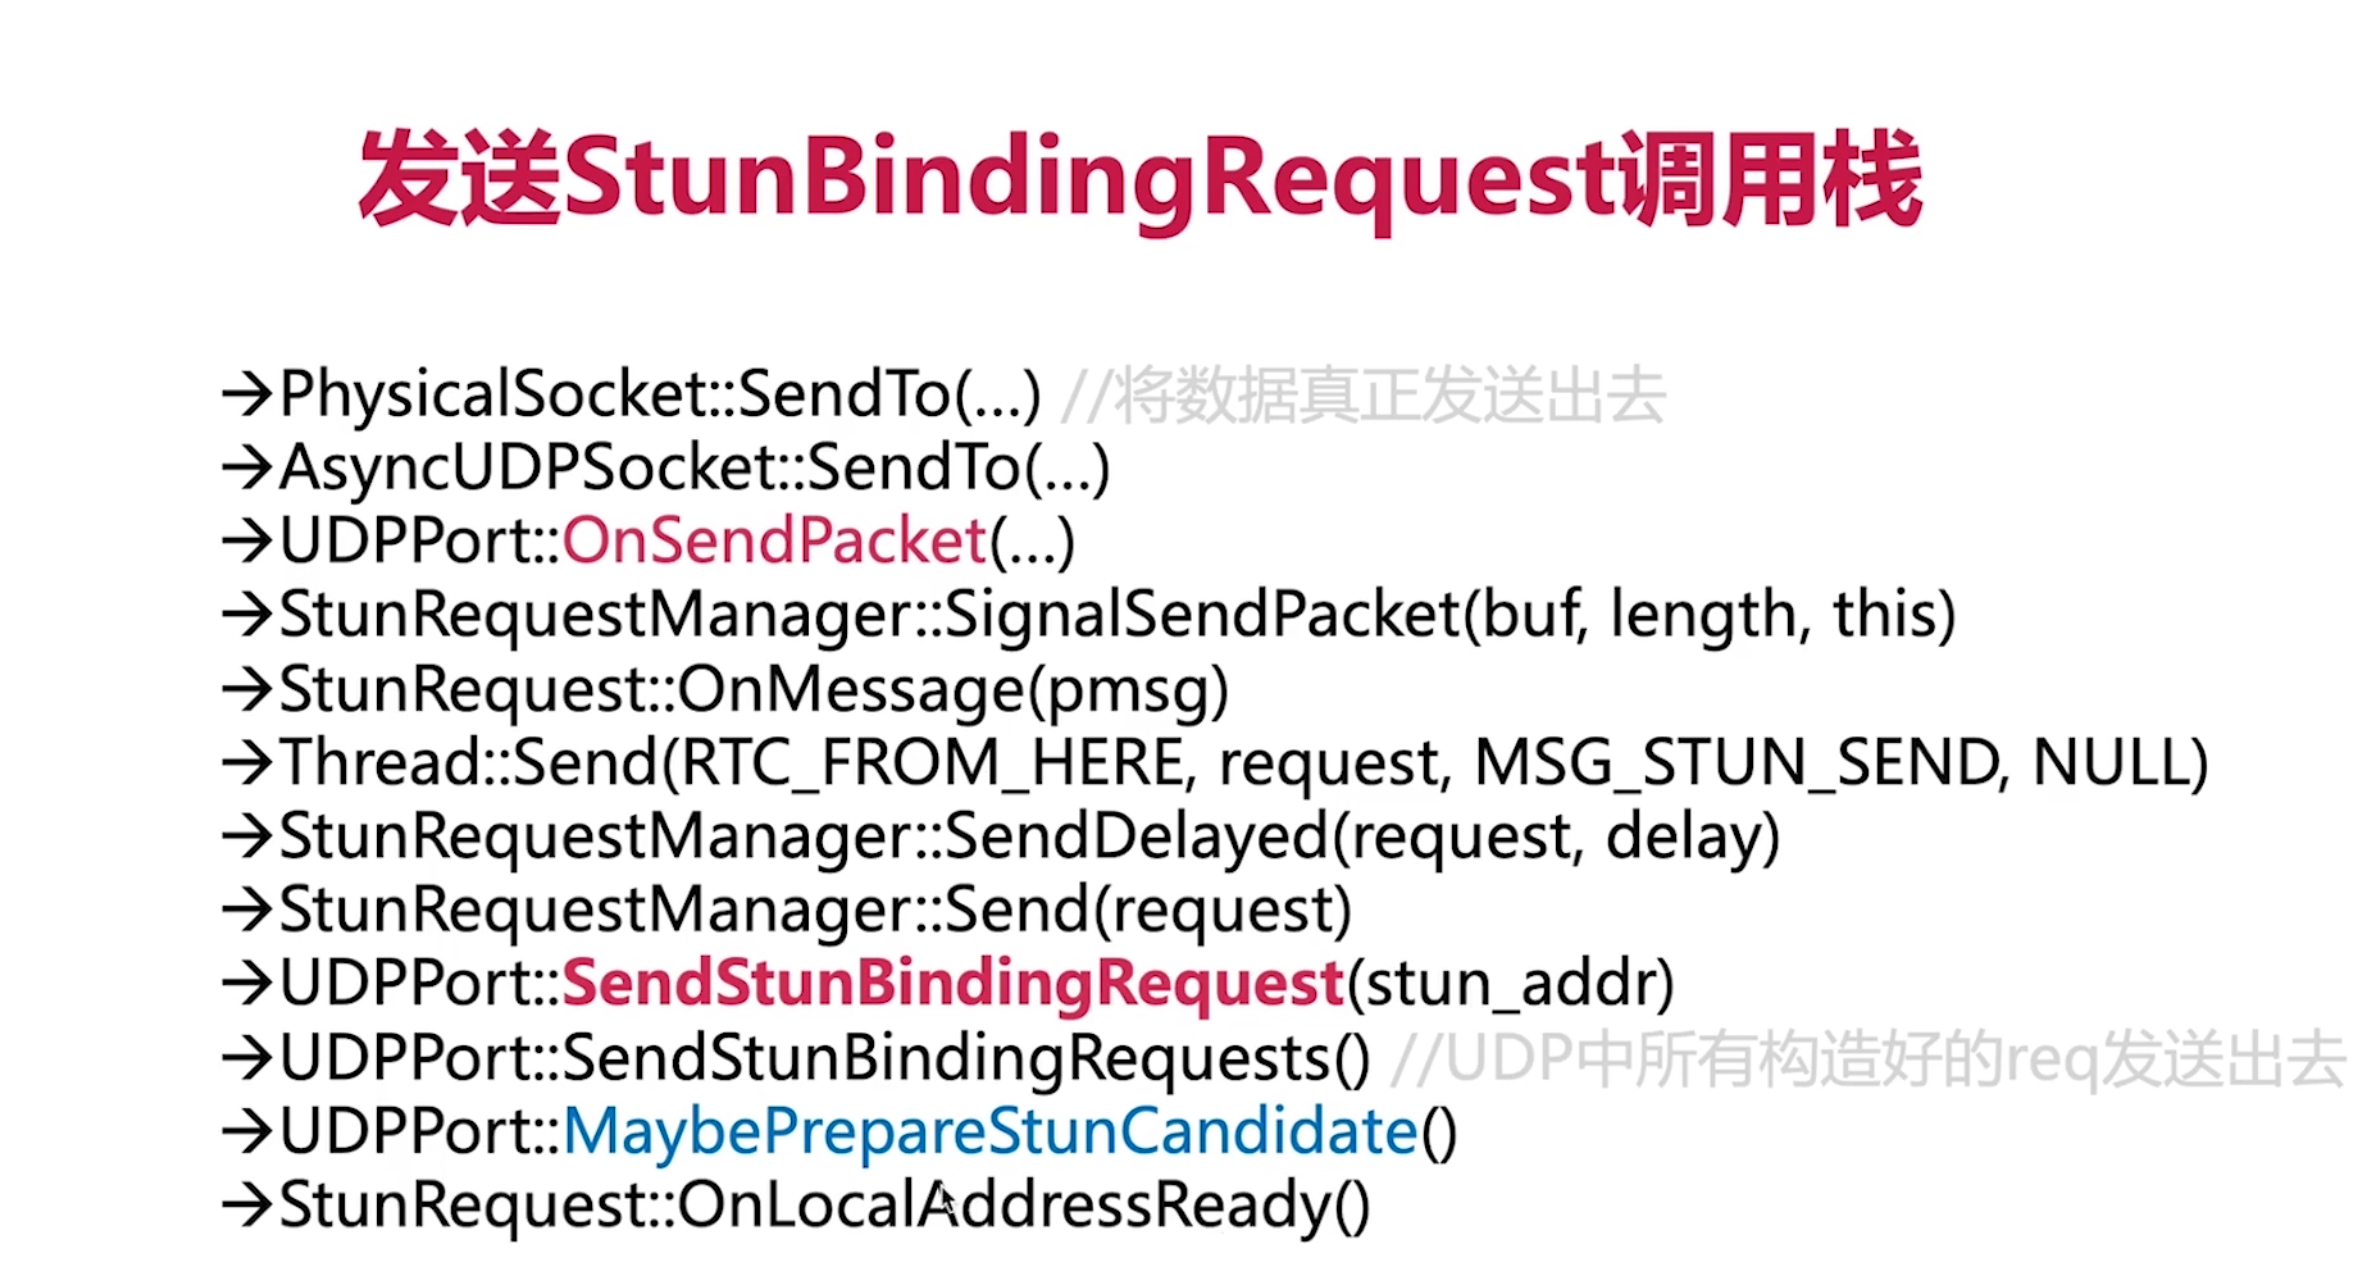 发送StunBindingRequest调用栈
→PhysicalSocket::SendTo(...) //将数据真正发送出去
→AsyncUDPSocket::SendTo(...)
→UDPPort::OnSendPacket(...)
→StunRequestManager::SignalSendPacket(buf, length, this)
→StunRequest::OnMessage(pmsg)
→Thread::Send(RTC_FROM_HERE, request, MSG_STUN_SEND, NULL)
→StunRequestManager::SendDelayed(request, delay)
→StunRequestManager::Send(request)
→UDPPort::SendStunBindingRequest(stun_addr)
→UDPPort::SendStunBindingRequests() //UDP中所有构造好的req发送出去
→UDPPort::MaybePrepareStunCandidate()
→StunRequest::OnLocalAddressReady()